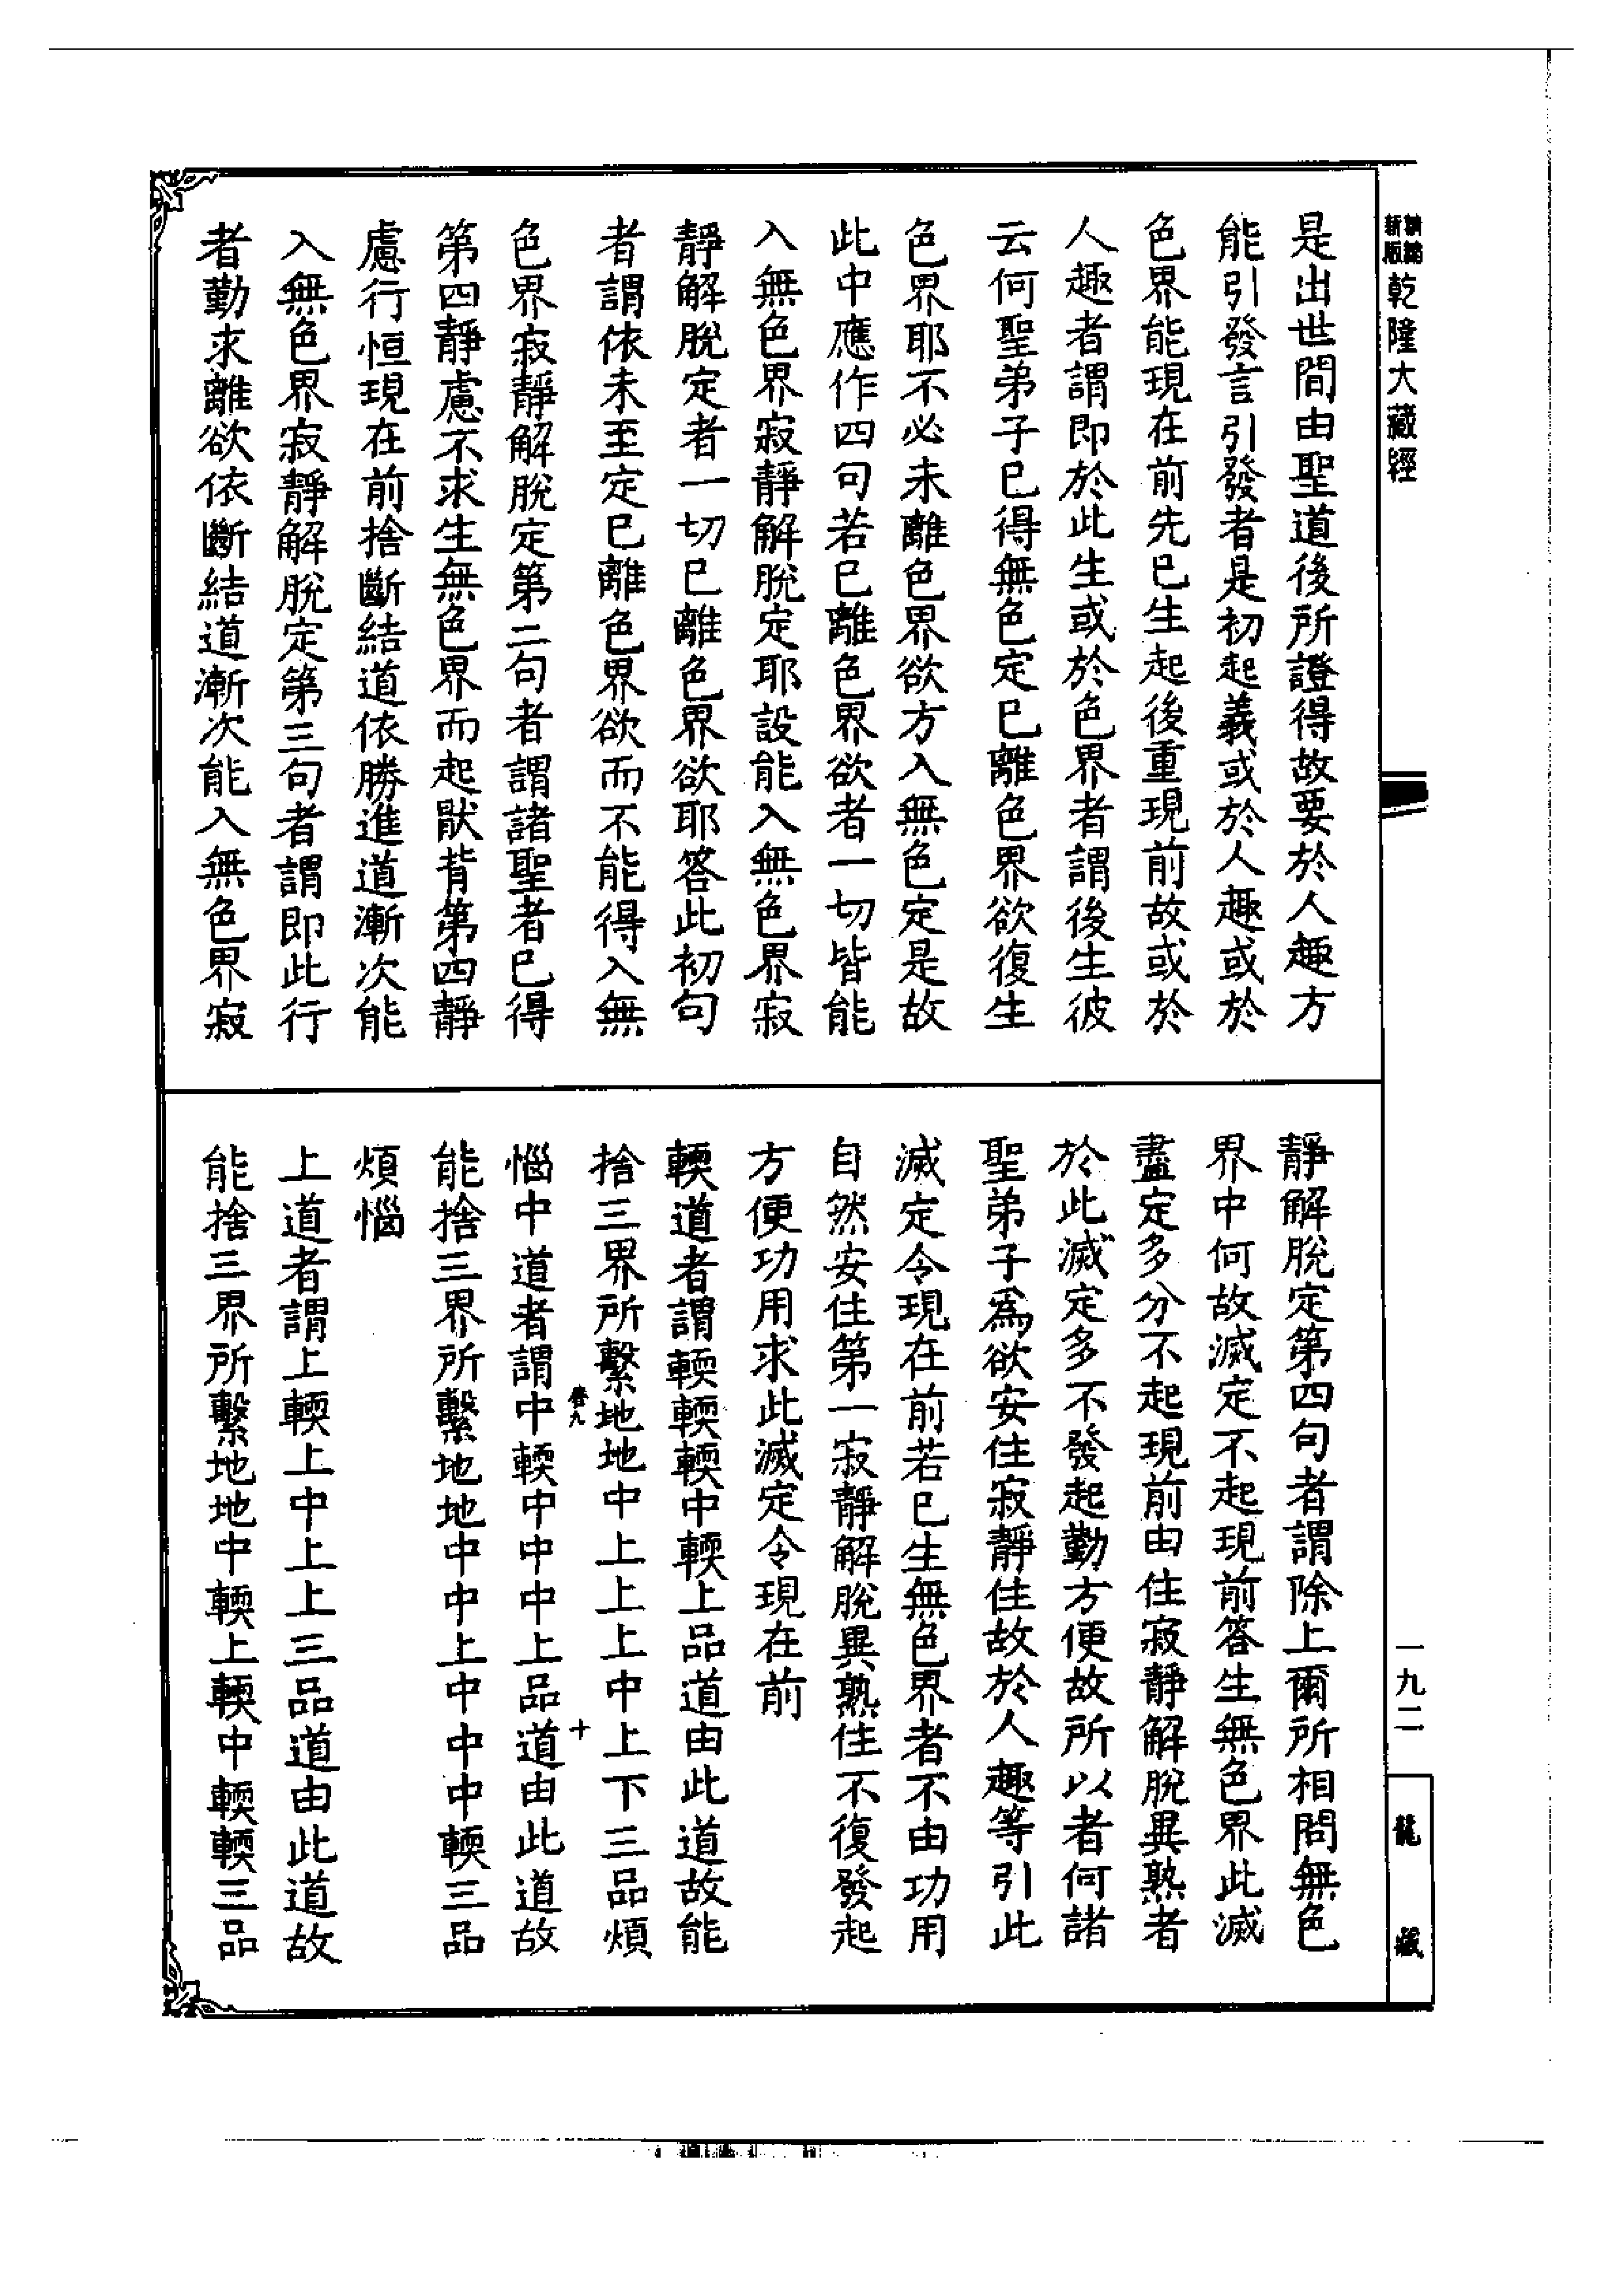 新編
新版
乾隆大藏經
是出世間由聖道後所證得故要於人趣方
能引發言引發者是初起義或於人趣或於
色界能現在前先已生起後重現前故或於
人趣者謂即於此生或於色界者謂後生彼
云何聖弟子已得無色定已離色界欲復生
色界耶不必未離色界欲方入無色定是故
此中應作四句若已離色界欲者一切皆能
入無色界寂靜解脫定耶設能入無色界寂
靜解脫定者一切已離色界欲耶答此初句
者謂依未至定已離色界欲而不能得入無
色界寂靜解脫定第二句者謂諸聖者已得
第四靜慮不求生無色界而起猒背第四靜
慮行恒現在前捨斷結道依勝進道漸次能
入無色界寂靜解脫定第三句者謂即此行
者勤求離欲依斷結道漸次能入無色界寂
靜解脫定第四句者謂除上爾所相問無色
界中何故滅定不起現前答生無色界此滅
盡定多分不起現前由住寂靜解脫異熟者
於此滅定多不發起勤方便故所以者何諸
聖弟子為欲安住寂靜住故於人趣等引此
滅定令現在前若已生無色界者不由功用
自然安住第一寂靜解脫異熟住不復發起
方便功用求此滅定令現在前
輭道者謂輭輭輭中輭上品道由此道故能
捨三界所繫地地中上上上中上下三品煩
惱中道者謂中輭中中中上品道由此道故
能捨三界所繫地地中中上中中中輭三品
煩惱
上道者謂上輭上中上上三品道由此道故
能捨三界所繫地地中輭上輭中輭輭三品
卷九
十
一九二
龍藏